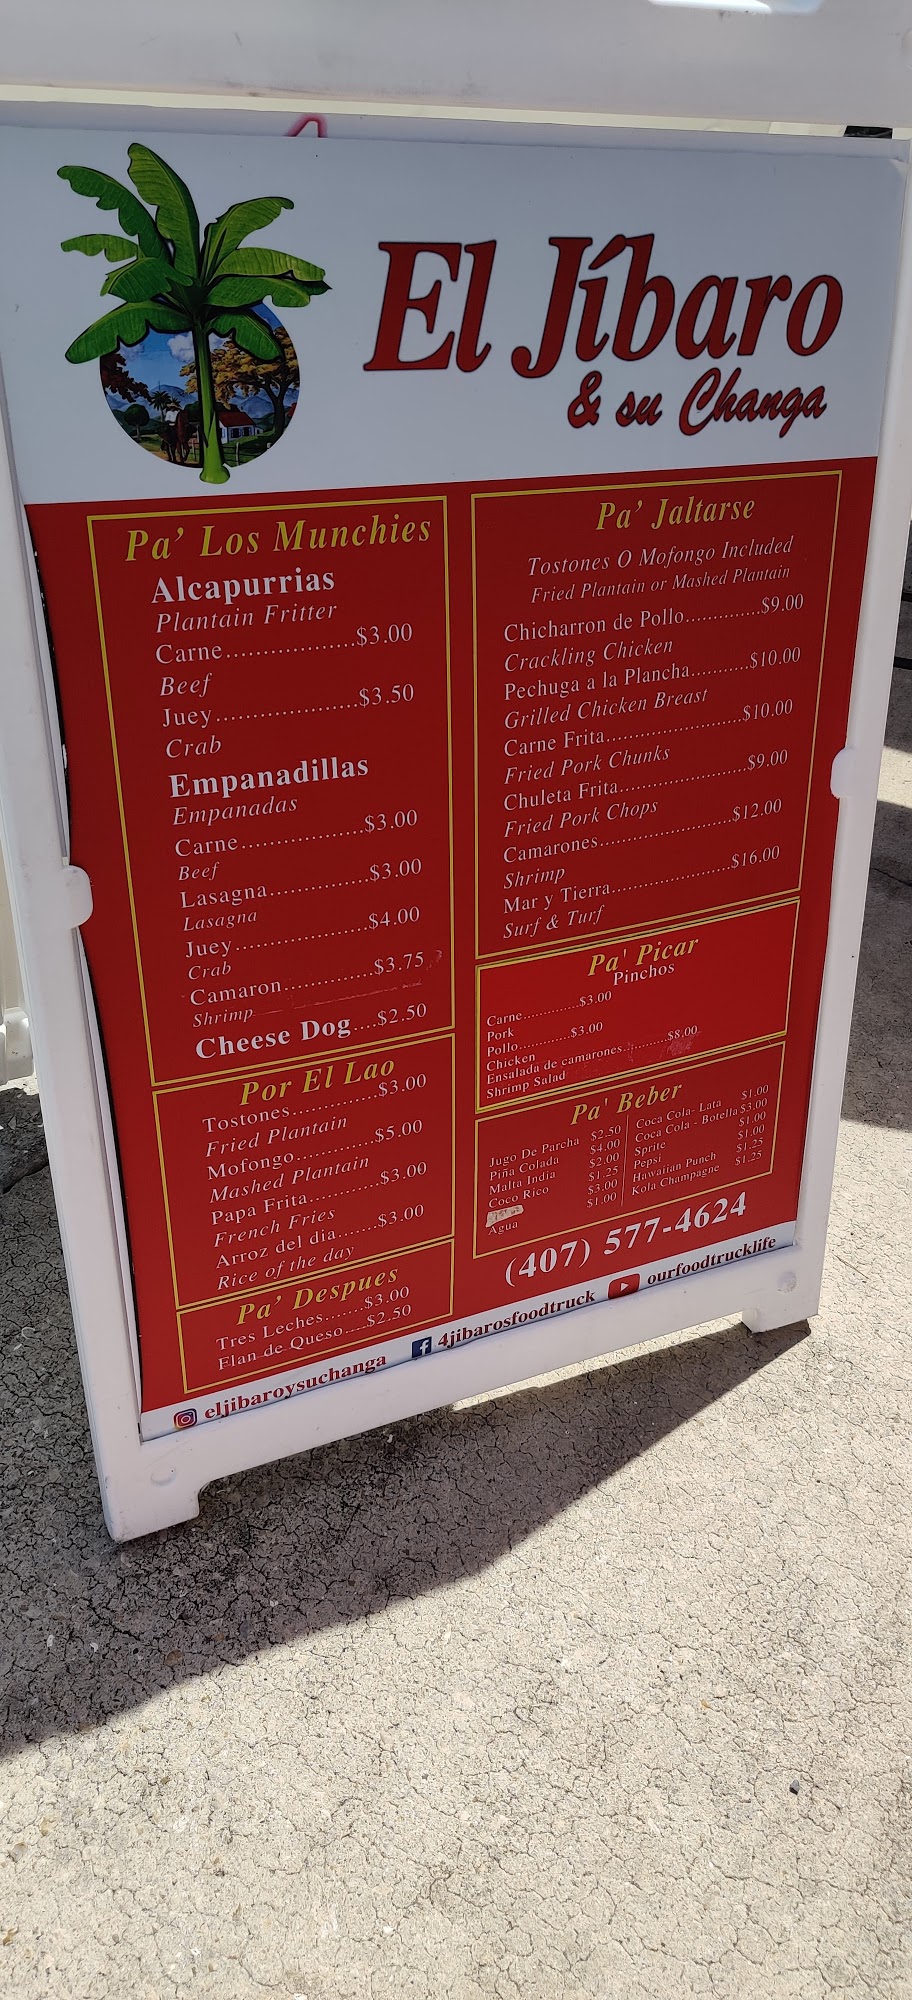 El Jíbaro
& su Changa
Pa' Los Munchies
Alcapurrias
Plantain Fritter
Carne..................$3.00
Beef
Juey....................$3.50
Crab
Empanadillas
Empanadas
Carne.................$3.00
Beef
Lasagna..............$3.00
Lasagna
Juey...................$4.00
Crab
Camaron.............$3.75
Shrimp
Cheese Dog....$2.50
Por El Lao
Tostones.............$3.00
Fried Plantain
Mofongo............$5.00
Mashed Plantain
Papa Frita...........$3.00
French Fries
Arroz del dia.......$3.00
Rice of the day
Pa' Despues
Tres Leches.......$3.00
Flan de Queso....$2.50
Pa' Jaltarse
Tostones O Mofongo Included
Fried Plantain or Mashed Plantain
Chicharron de Pollo.............$9.00
Crackling Chicken
Pechuga a la Plancha..........$10.00
Grilled Chicken Breast
Carne Frita.......................$10.00
Fried Pork Chunks
Chuleta Frita.....................$9.00
Fried Pork Chops
Camarones.......................$12.00
Shrimp
Mar y Tierra.....................$16.00
Surf & Turf
Pa' Picar
Pinchos
Carne..............$3.00
Pork
Pollo.............$3.00
Chicken
Ensalada de camarones...........$8.00
Shrimp Salad
Pa' Beber
Jugo De Parcha $2.50
Piña Colada $4.00
Malta India $2.00
Coco Rico $1.25
$3.00
Agua $1.00
Coca Cola- Lata $1.00
Coca Cola - Botella $3.00
Sprite $1.00
Pepsi $1.00
Hawaiian Punch $1.25
Kola Champagne $1.25
(407) 577-4624
eljibaroysuchanga 4jibarosfoodtruck ourfoodtrucklife